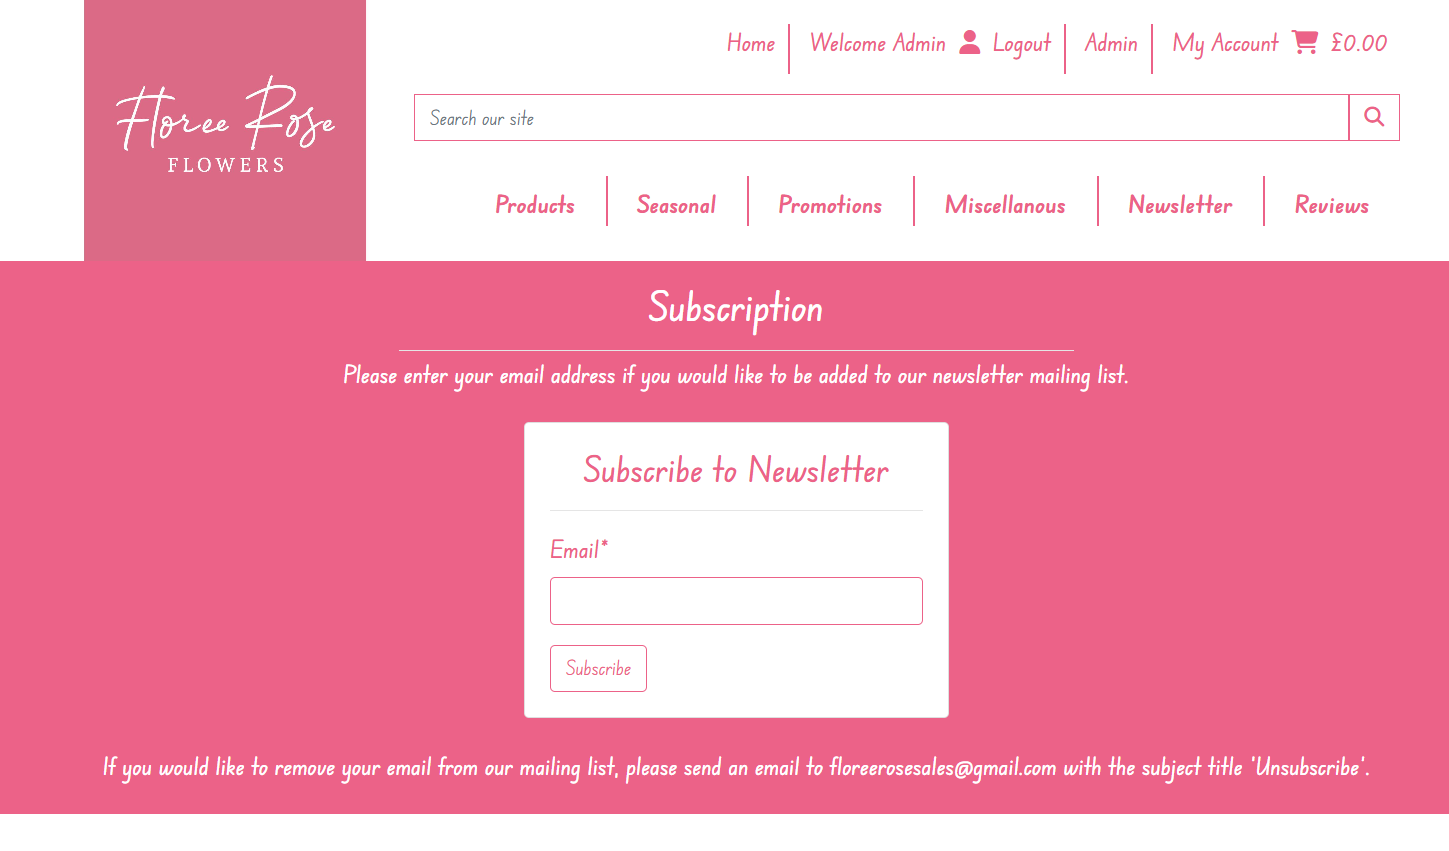 Floree Rose
FLOWERS
Home Welcome Admin Logout Admin My Account £0.00
Search our site
Products Seasonal Promotions Miscellanous Newsletter Reviews
Subscription
Please enter your email address if you would like to be added to our newsletter mailing list.
Subscribe to Newsletter
Email*
Subscribe
If you would like to remove your email from our mailing list, please send an email to floreerosesales@gmail.com with the subject title 'Unsubscribe'.